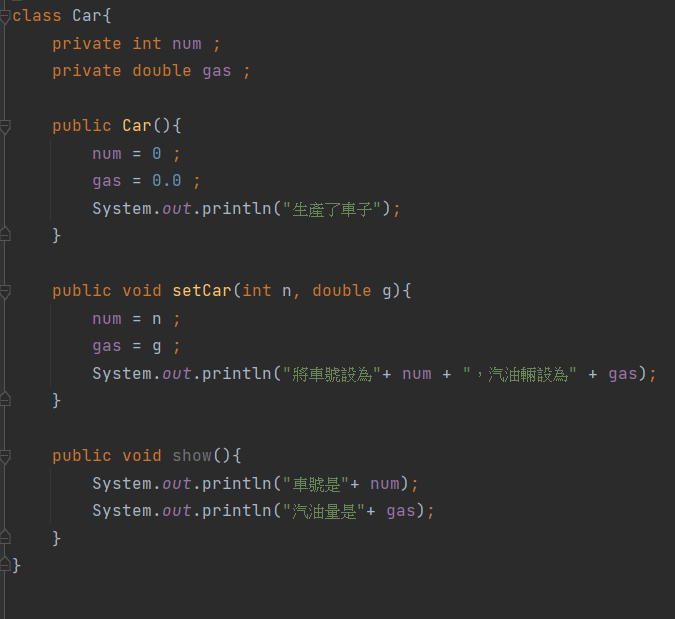 class Car{
    private int num ;
    private double gas ;
    public Car(){
        num = 0 ;
        gas = 0.0 ;
        System.out.println("生產了車子");
    }
    public void setCar(int n, double g){
        num = n ;
        gas = g ;
        System.out.println("將車號設為"+ num + "，汽油輛設為" + gas);
    }
    public void show(){
        System.out.println("車號是"+ num);
        System.out.println("汽油量是"+ gas);
    }
}